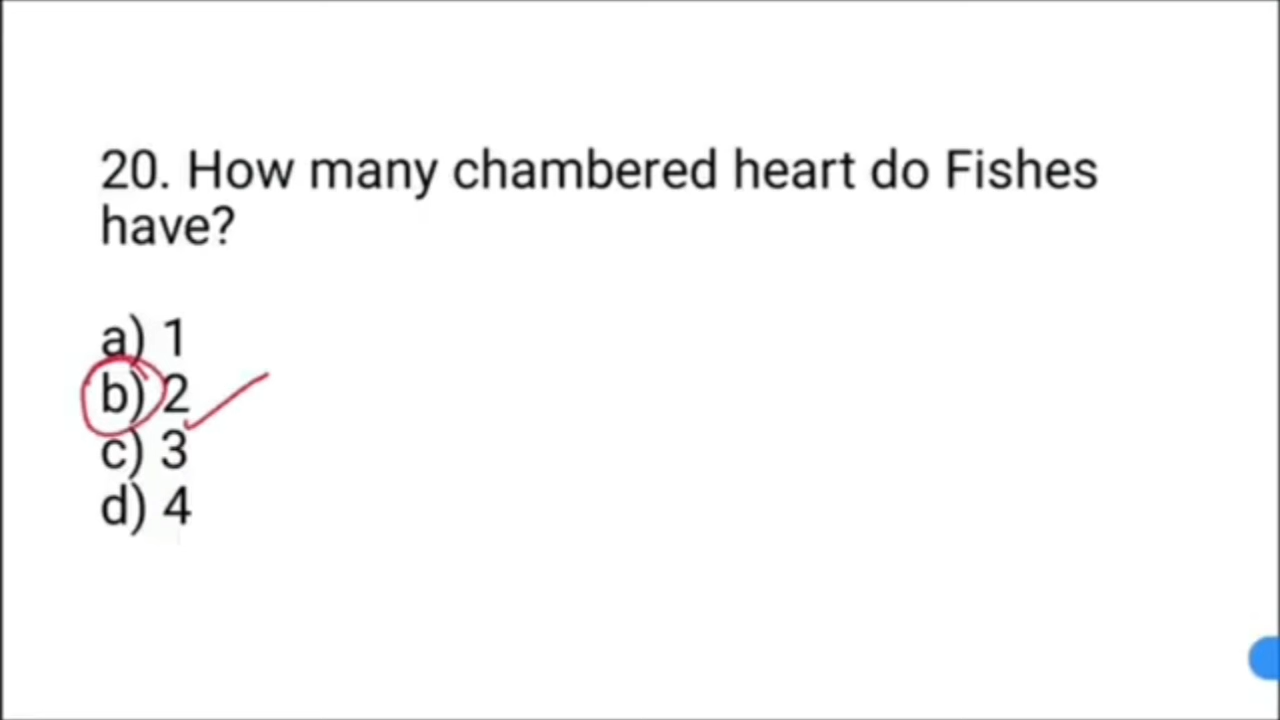 20. How many chambered heart do Fishes
have?
a) 1
b) 2
c) 3
d) 4